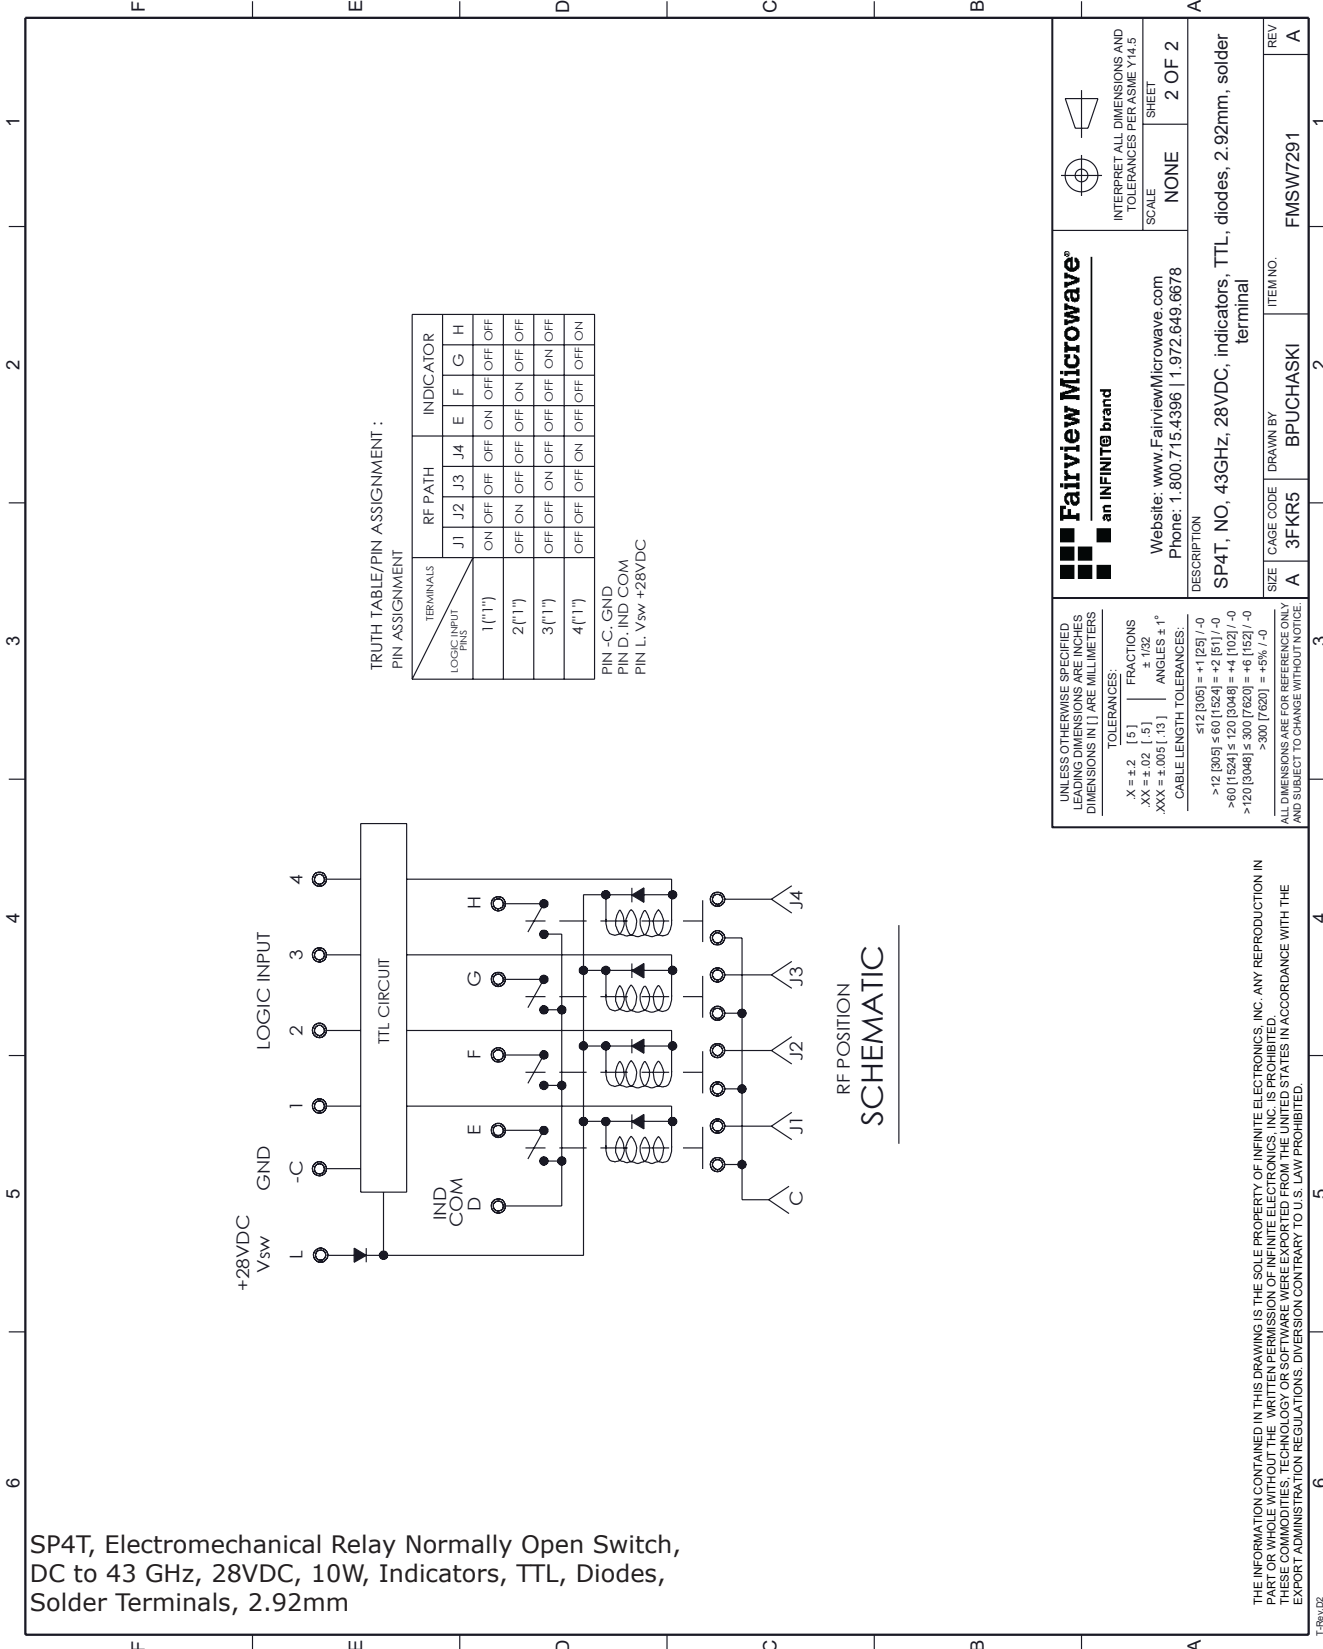 F E D C B A
1
2
3
4
5
6
TRUTH TABLE/PIN ASSIGNMENT :
PIN ASSIGNMENT
TERMINALS RF PATH INDICATOR
LOGIC INPUT
PINS
J1 J2 J3 J4 E F G H
1("1") ON OFF OFF OFF ON OFF OFF OFF
2("1") OFF ON OFF OFF OFF ON OFF OFF
3("1") OFF OFF ON OFF OFF OFF ON OFF
4("1") OFF OFF OFF ON OFF OFF OFF ON
PIN -C. GND
PIN D. IND COM
PIN L. Vsw +28VDC
+28VDC
Vsw
GND
LOGIC INPUT
L -C 1 2 3 4
TTL CIRCUIT
IND
COM
D E F G H
C J1 J2 J3 J4
RF POSITION
SCHEMATIC
UNLESS OTHERWISE SPECIFIED
LEADING DIMENSIONS ARE INCHES
DIMENSIONS IN [ ] ARE MILLIMETERS
TOLERANCES:
.X = ±.2 [ 5 ] FRACTIONS
.XX = ±.02 [ .5] ± 1/32
.XXX = ±.005 [ .13 ] ANGLES ± 1°
CABLE LENGTH TOLERANCES:
≤12 [305] = +1 [25] / -0
>12 [305] ≤ 60 [1524] = +2 [51] / -0
>60 [1524] ≤ 120 [3048] = +4 [102] / -0
>120 [3048] ≤ 300 [7620] = +6 [152] / -0
>300 [7620] = +5% / -0
ALL DIMENSIONS ARE FOR REFERENCE ONLY
AND SUBJECT TO CHANGE WITHOUT NOTICE.
Fairview Microwave®
an INFINIT@ brand
Website: www.FairviewMicrowave.com
Phone: 1.800.715.4396 | 1.972.649.6678
INTERPRET ALL DIMENSIONS AND
TOLERANCES PER ASME Y14.5
SCALE
NONE
SHEET
2 OF 2
DESCRIPTION
SP4T, NO, 43GHz, 28VDC, indicators, TTL, diodes, 2.92mm, solder
terminal
SIZE
A
CAGE CODE
3FKR5
DRAWN BY
BPUCHASKI
ITEM NO.
FMSW7291
REV
A
THE INFORMATION CONTAINED IN THIS DRAWING IS THE SOLE PROPERTY OF INFINITE ELECTRONICS, INC. ANY REPRODUCTION IN
PART OR WHOLE WITHOUT THE WRITTEN PERMISSION OF INFINITE ELECTRONICS, INC. IS PROHIBITED.
THESE COMMODITIES, TECHNOLOGY OR SOFTWARE WERE EXPORTED FROM THE UNITED STATES IN ACCORDANCE WITH THE
EXPORT ADMINISTRATION REGULATIONS. DIVERSION CONTRARY TO U.S. LAW PROHIBITED.
T-Rev.D2
SP4T, Electromechanical Relay Normally Open Switch,
DC to 43 GHz, 28VDC, 10W, Indicators, TTL, Diodes,
Solder Terminals, 2.92mm
F E D C B A
1
2
3
4
5
6